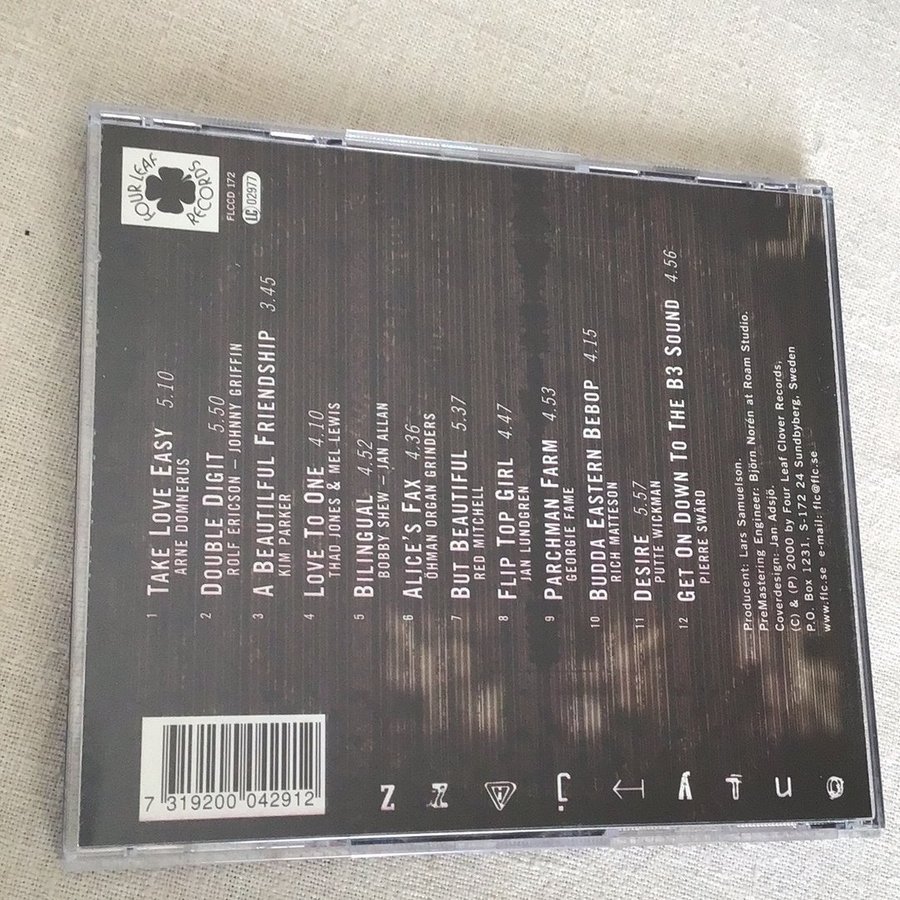 FOUR LEAF
RECORDS
FLCCD 172
LC 02977
1 TAKE LOVE EASY 5.10
ARNE DOMNERUS
2 DOUBLE DIGIT 5.50
ROLF ERICSON – JOHNNY GRIFFIN
3 A BEAUTILFUL FRIENDSHIP 3.45
KIM PARKER
4 LOVE TO ONE 4.10
THAD JONES & MEL LEWIS
5 BILINGUAL 4.52
BOBBY SHEW – JAN ALLAN
6 ALICE'S FAX 4.36
ÖHMAN ORGAN GRINDERS
7 BUT BEAUTIFUL 5.37
RED MITCHELL
8 FLIP TOP GIRL 4.47
JAN LUNDGREN
9 PARCHMAN FARM 4.53
GEORGIE FAME
10 BUDDA EASTERN BEBOP 4.15
RICH MATTESON
11 DESIRE 5.57
PUTTE WICKMAN
12 GET ON DOWN TO THE B3 SOUND 4.56
PIERRE SWÄRD
Producent: Lars Samuelson.
PreMastering Engineer: Björn Norén at Roam Studio.
Coverdesign: Jan Adsjö.
(C) & (P) 2000 by Four Leaf Clover Records,
P.O. Box 1231, S-172 24 Sundbyberg, Sweden
www.flc.se e-mail: flc@flc.se
7 319200 042912